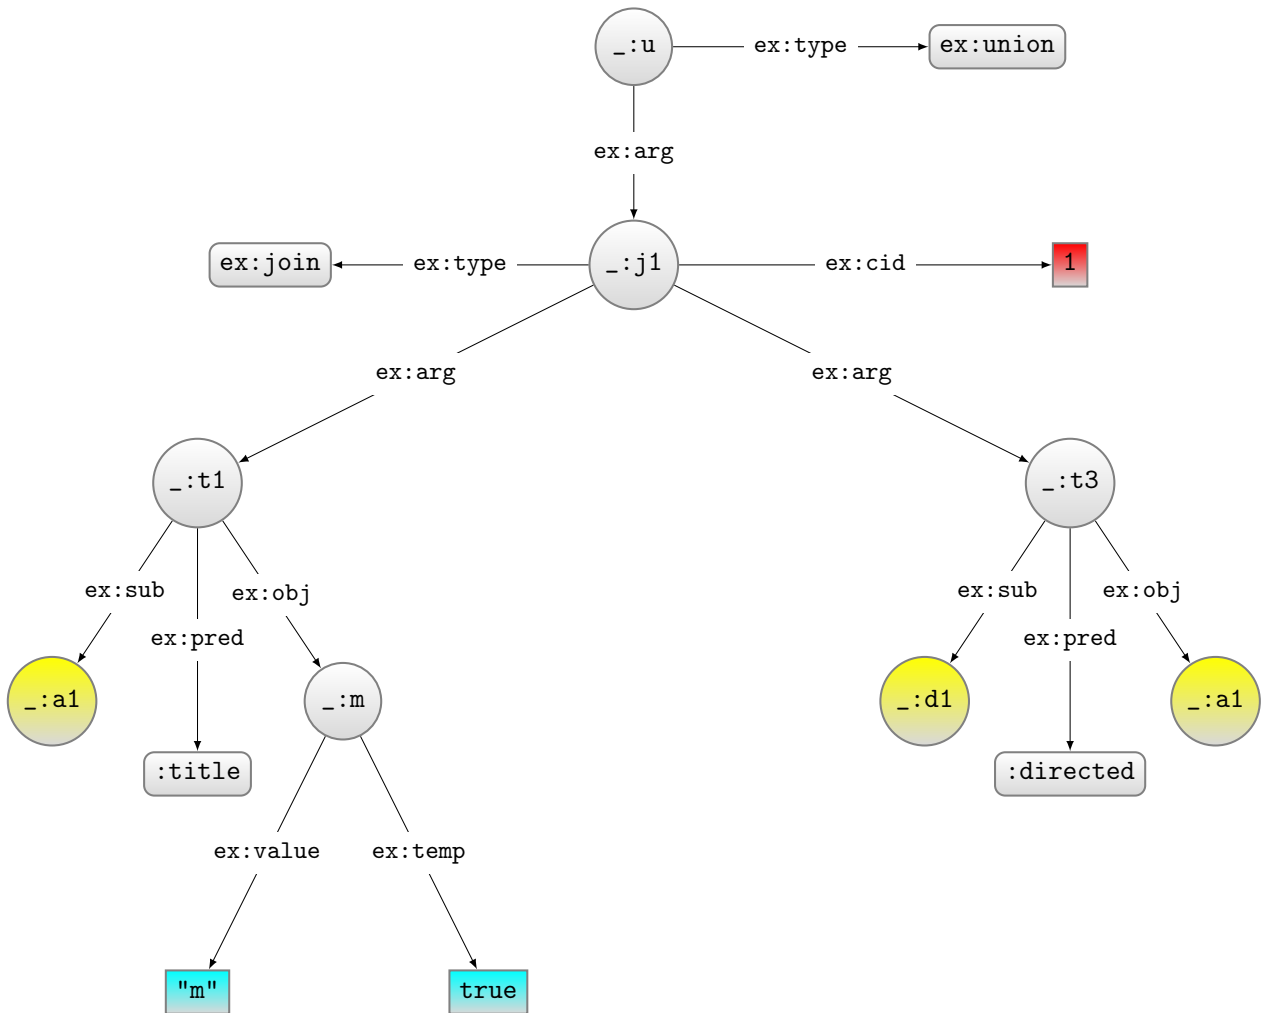 _:u ex:type ex:union
ex:arg
ex:join ex:type _:j1 ex:cid 1
ex:arg ex:arg
_:t1 _:t3
ex:sub ex:obj ex:sub ex:obj
ex:pred ex:pred
_:a1 _:m _:d1 _:a1
:title :directed
ex:value ex:temp
"m" true